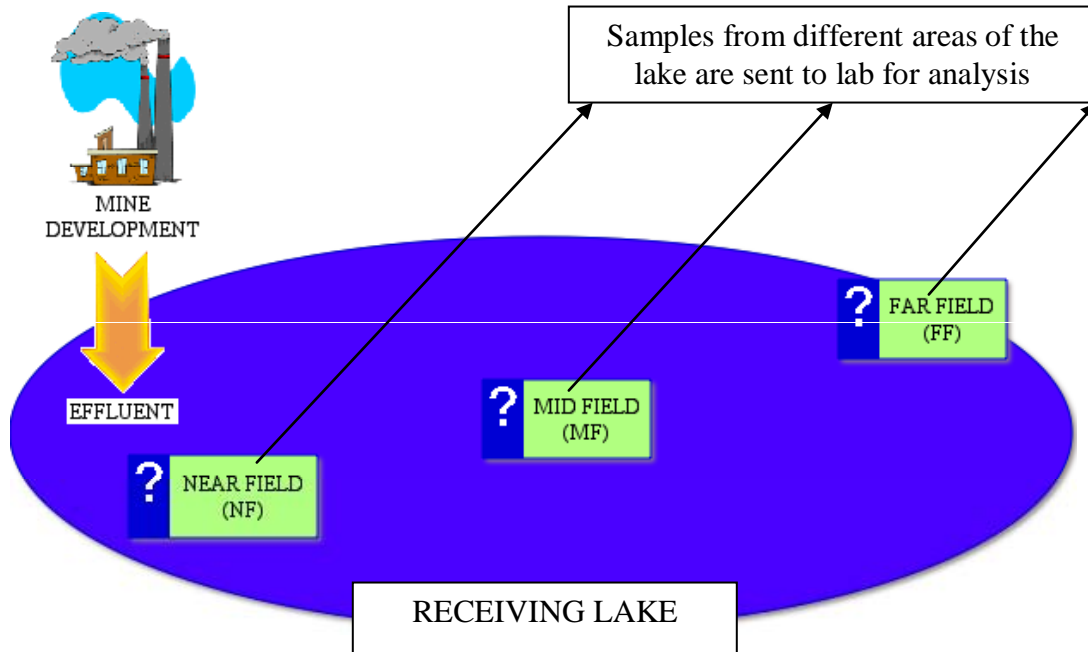 Samples from different areas of the
lake are sent to lab for analysis
MINE
DEVELOPMENT
EFFLUENT
?
FAR FIELD
(FF)
?
MID FIELD
(MF)
?
NEAR FIELD
(NF)
RECEIVING LAKE